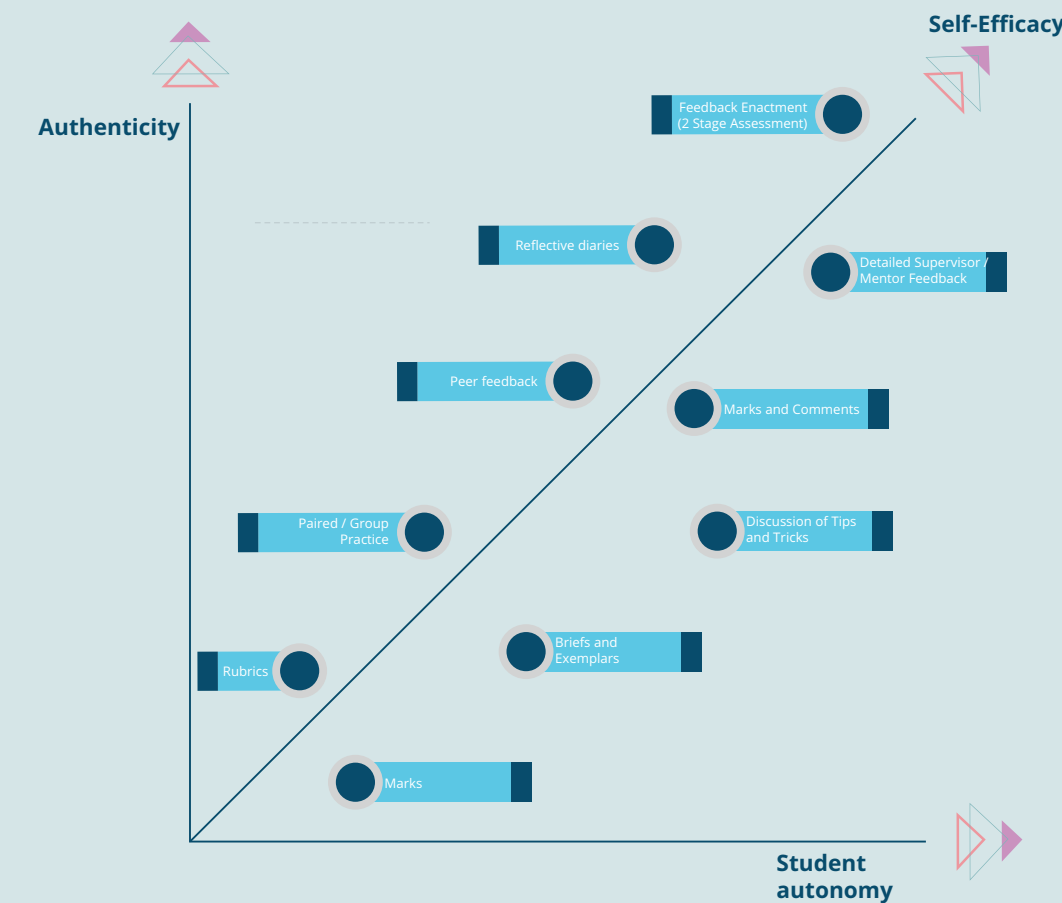 Self-Efficacy
Authenticity
Feedback Enactment
(2 Stage Assessment)
Reflective diaries
Detailed Supervisor /
Mentor Feedback
Peer feedback
Marks and Comments
Paired / Group
Practice
Discussion of Tips
and Tricks
Briefs and
Exemplars
Rubrics
Marks
Student
autonomy